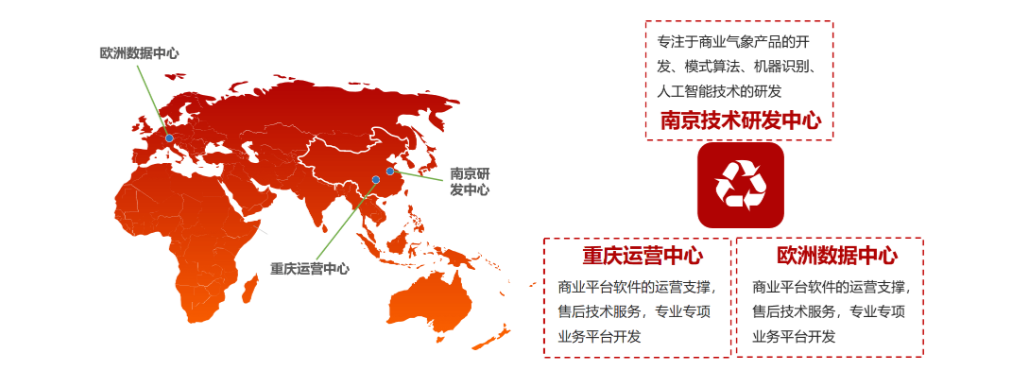 欧洲数据中心
南京研
发中心
重庆运营中心
专注于商业气象产品的开
发、模式算法、机器识别、
人工智能技术的研发
南京技术研发中心
重庆运营中心
商业平台软件的运营支撑，
售后技术服务，专业专项
业务平台开发
欧洲数据中心
商业平台软件的运营支撑，
售后技术服务，专业专项
业务平台开发